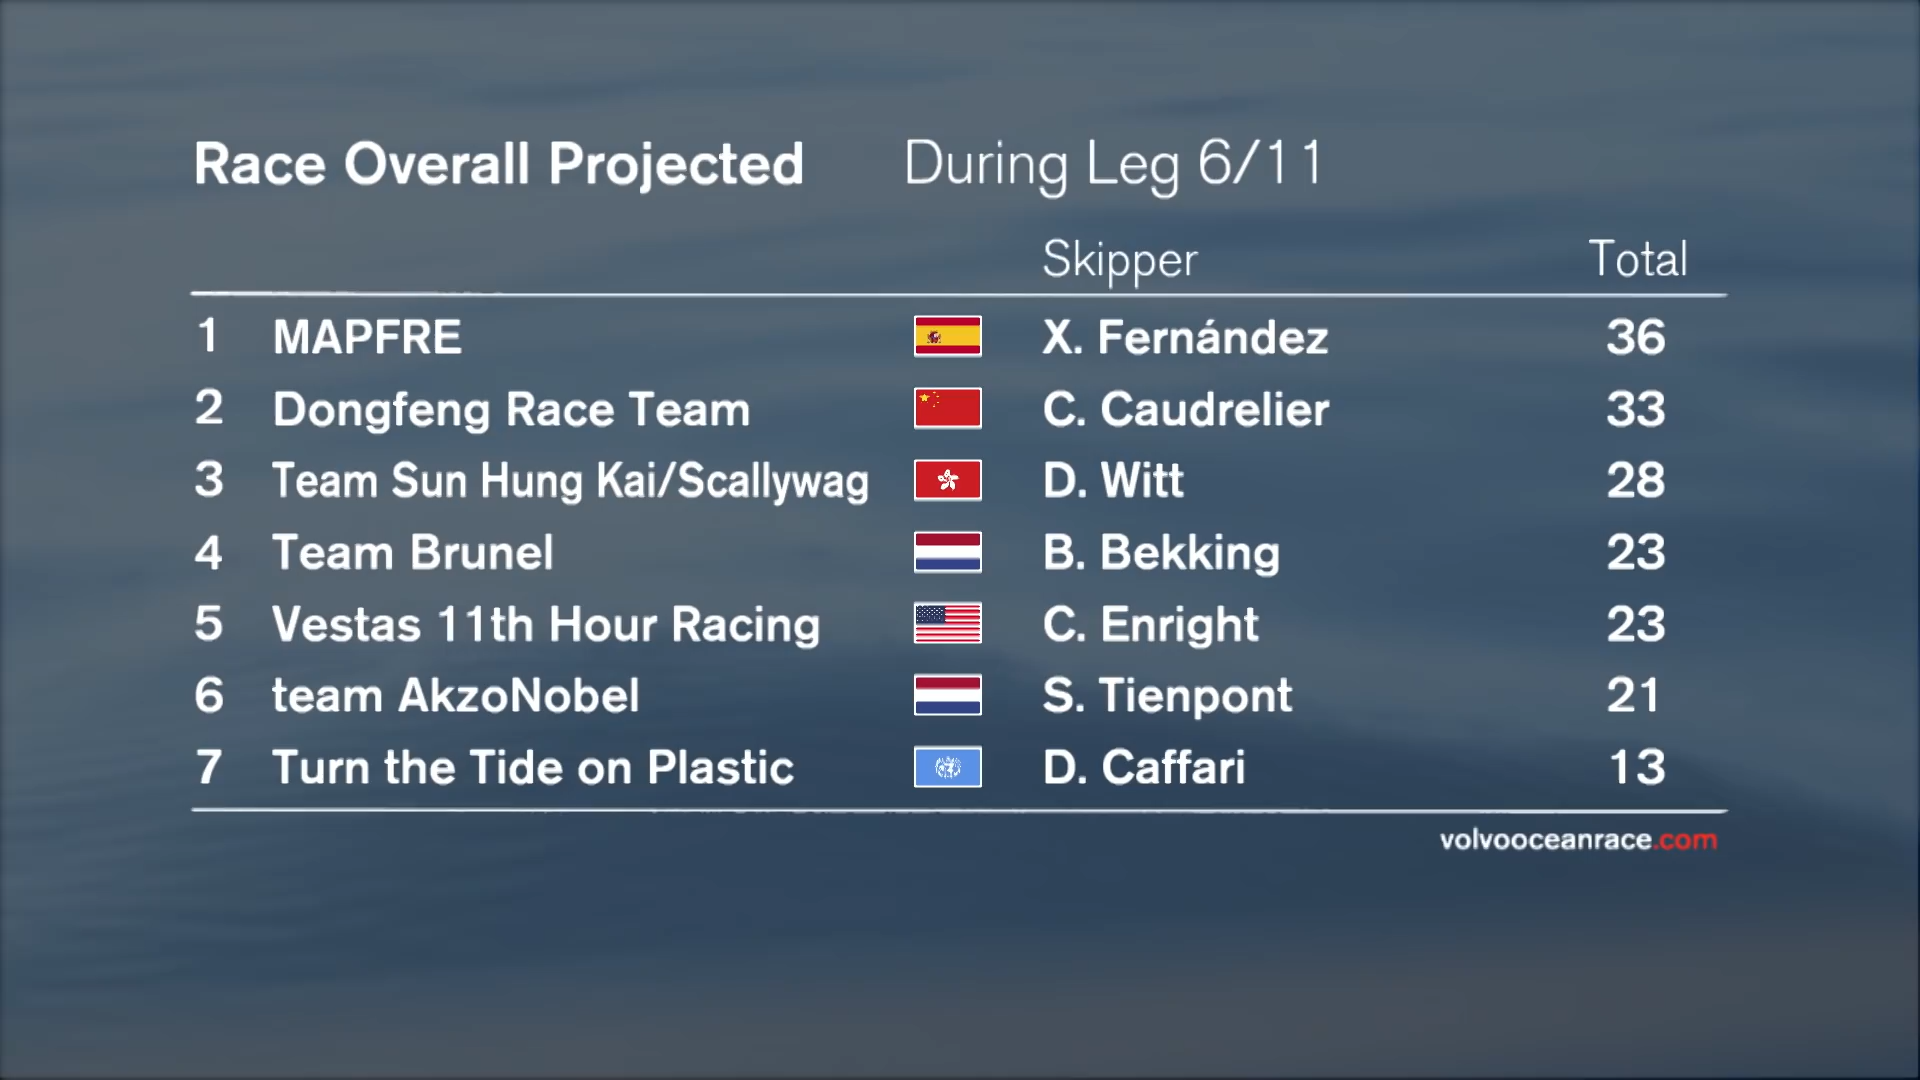 Race Overall Projected During Leg 6/11
Skipper Total
1 MAPFRE X. Fernández 36
2 Dongfeng Race Team C. Caudrelier 33
3 Team Sun Hung Kai/Scallywag D. Witt 28
4 Team Brunel B. Bekking 23
5 Vestas 11th Hour Racing C. Enright 23
6 team AkzoNobel S. Tienpont 21
7 Turn the Tide on Plastic D. Caffari 13
volvooceanrace.com